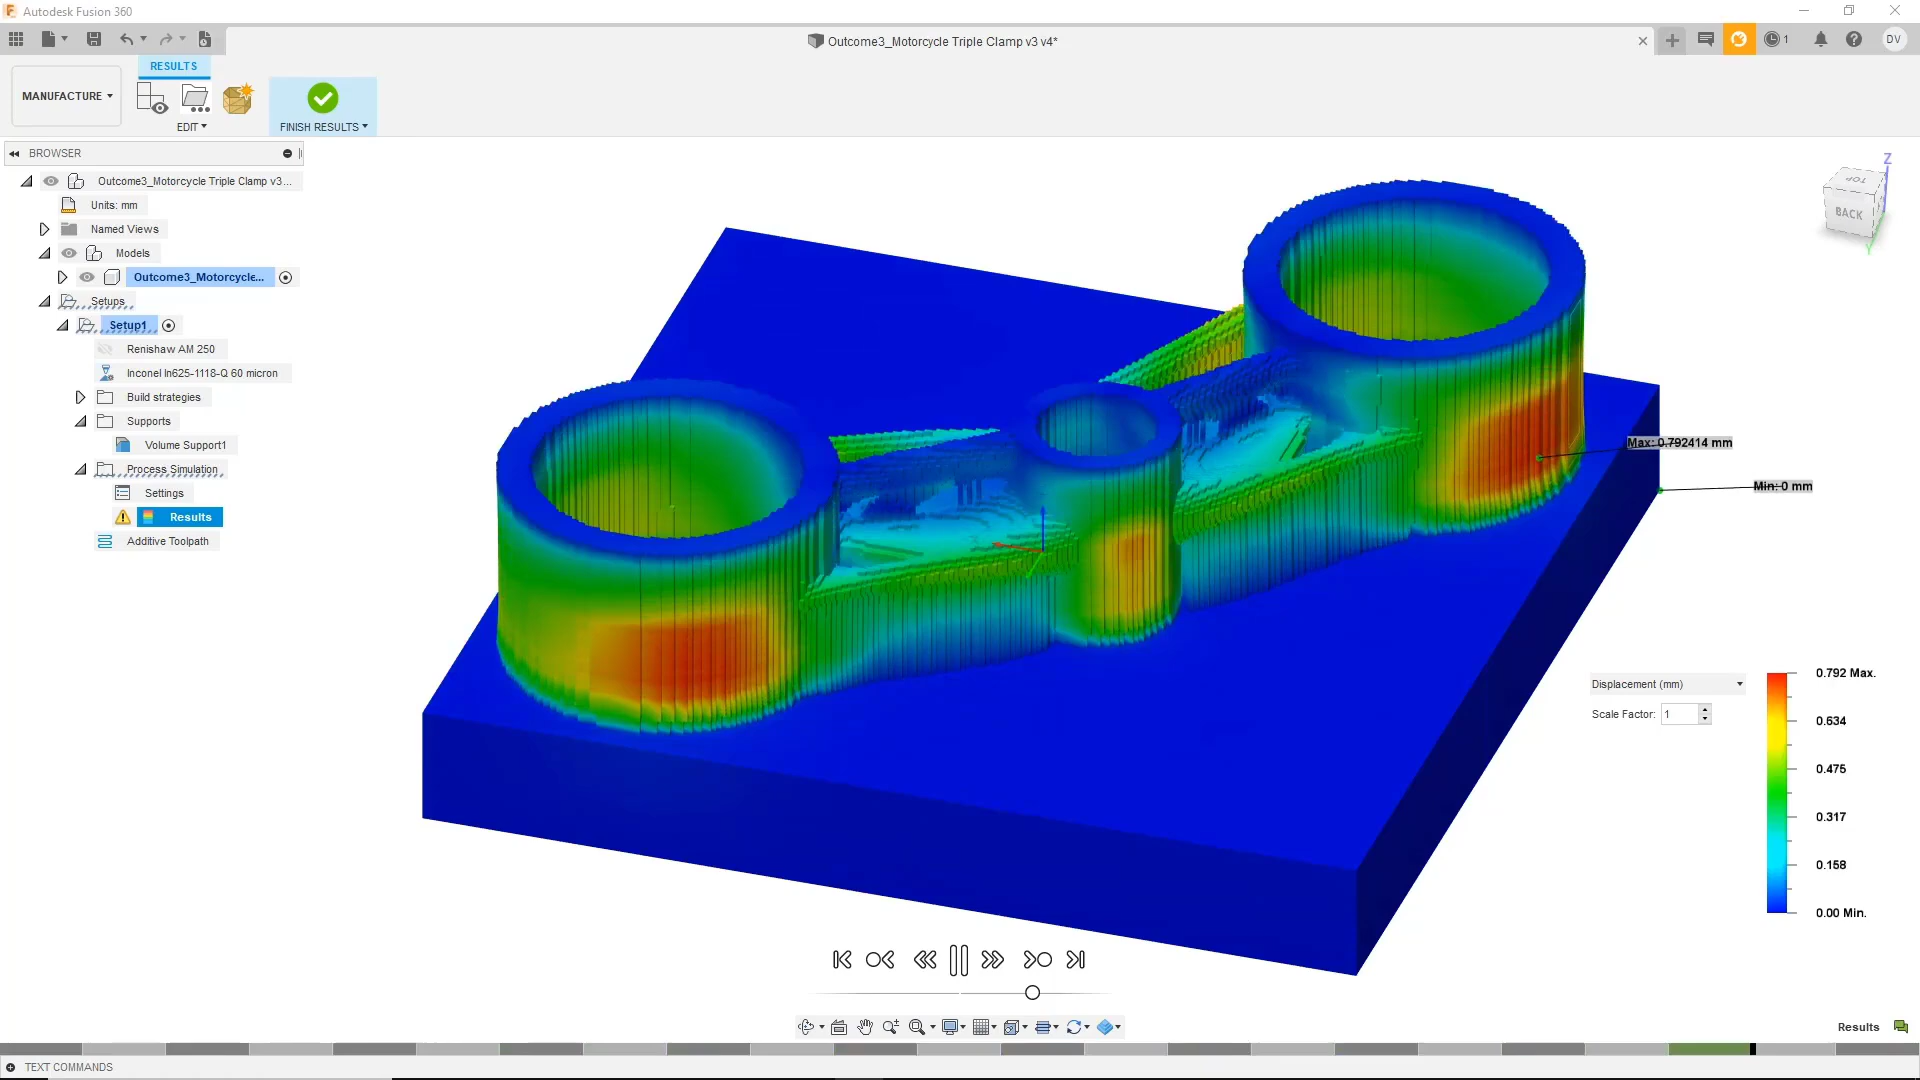 Autodesk Fusion 360
Outcome3_Motorcycle Triple Clamp v3 v4*
1
DV
RESULTS
MANUFACTURE
EDIT
FINISH RESULTS
BROWSER
Outcome3_Motorcycle Triple Clamp v3...
Units: mm
Named Views
Models
Outcome3_Motorcycle...
Setups
Setup1
Renishaw AM 250
Inconel In625-1118-Q 60 micron
Build strategies
Supports
Volume Support1
Process Simulation
Settings
Results
Additive Toolpath
Z
TOP
BACK
Y
Max: 0.792414 mm
Min: 0 mm
Displacement (mm)
Scale Factor: 1
0.792 Max.
0.634
0.475
0.317
0.158
0.00 Min.
Results
TEXT COMMANDS